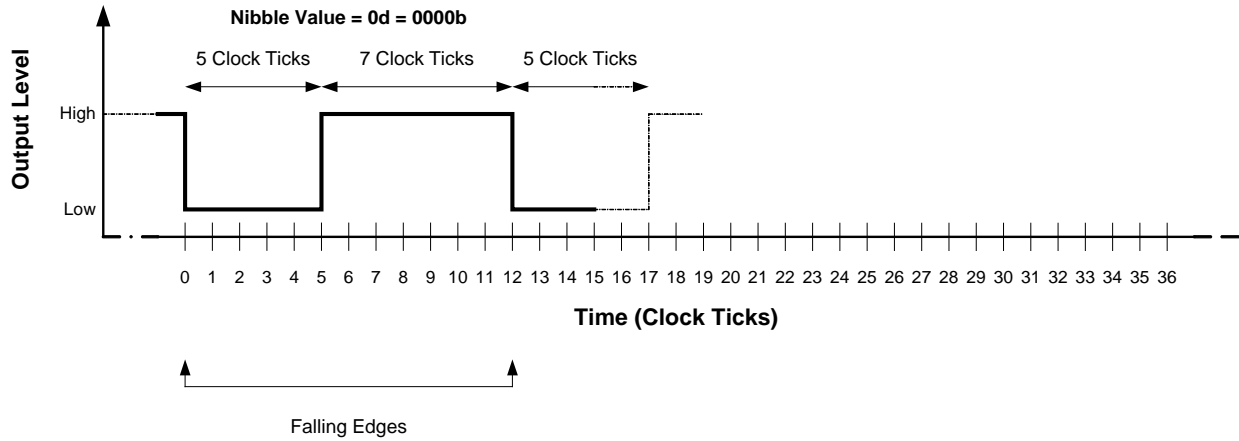 Nibble Value = 0d = 0000b
5 Clock Ticks 7 Clock Ticks 5 Clock Ticks
Output Level
High
Low
0 1 2 3 4 5 6 7 8 9 10 11 12 13 14 15 16 17 18 19 20 21 22 23 24 25 26 27 28 29 30 31 32 33 34 35 36
Time (Clock Ticks)
Falling Edges